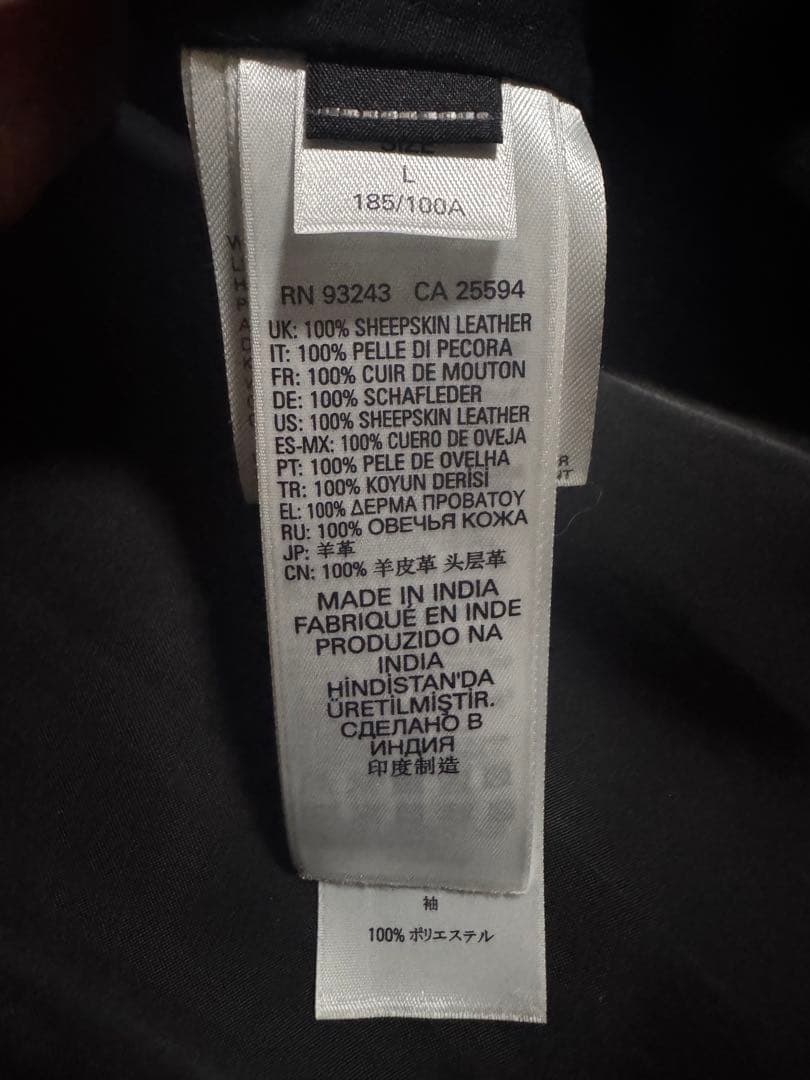 SIZE
L
185/100A
RN 93243 CA 25594
UK: 100% SHEEPSKIN LEATHER
IT: 100% PELLE DI PECORA
FR: 100% CUIR DE MOUTON
DE: 100% SCHAFLEDER
US: 100% SHEEPSKIN LEATHER
ES-MX: 100% CUERO DE OVEJA
PT: 100% PELE DE OVELHA
TR: 100% KOYUN DERİSİ
EL: 100% ΔΕΡΜΑ ΠΡΟΒΑΤΟΥ
RU: 100% ОВЕЧЬЯ КОЖА
JP: 羊革
CN: 100% 羊皮革 头层革
MADE IN INDIA
FABRIQUÉ EN INDE
PRODUZIDO NA
INDIA
HİNDİSTAN'DA
ÜRETİLMİŞTİR.
СДЕЛАНО В
ИНДИЯ
印度制造
袖
100% ポリエステル